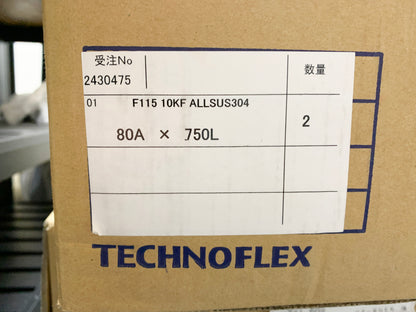 受注No
数量
2430475
01 F115 10KF ALLSUS304
80A × 750L
2
TECHNOFLEX